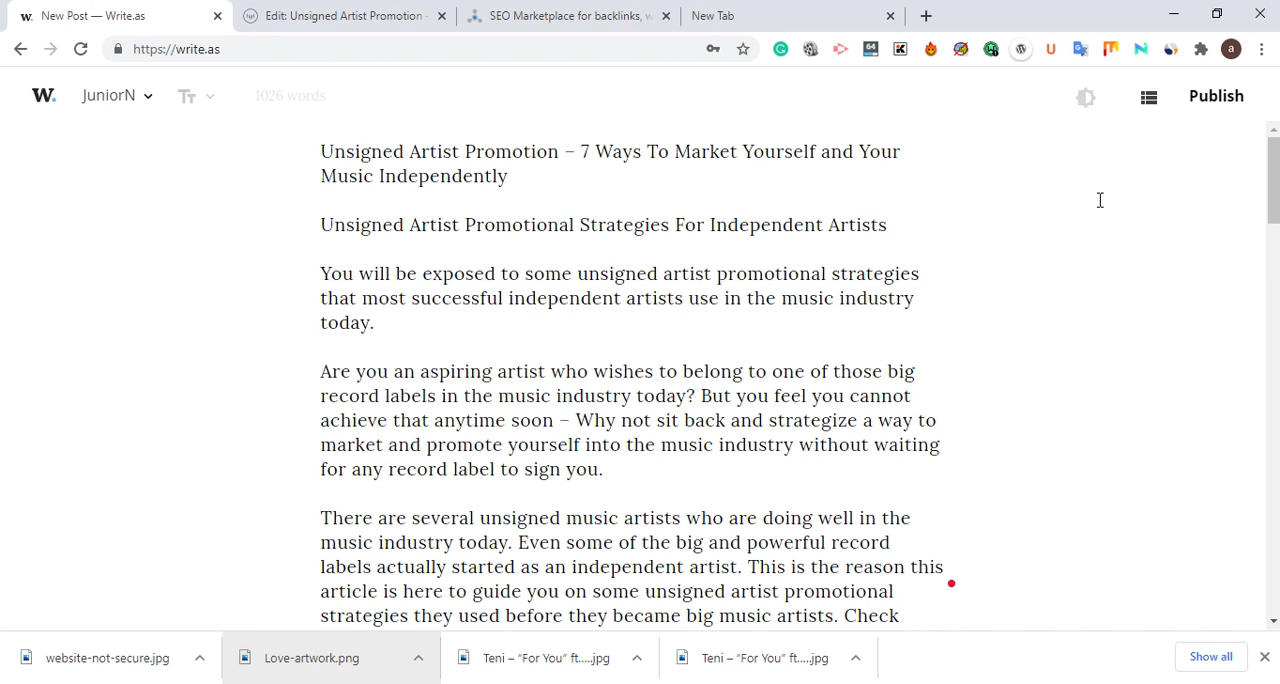 New Post — Write.as
Edit: Unsigned Artist Promotion -
SEO Marketplace for backlinks, w
New Tab
https://write.as
64
W.
JuniorN
TT
1026 words
Publish
Unsigned Artist Promotion – 7 Ways To Market Yourself and Your
Music Independently
Unsigned Artist Promotional Strategies For Independent Artists
You will be exposed to some unsigned artist promotional strategies
that most successful independent artists use in the music industry
today.
Are you an aspiring artist who wishes to belong to one of those big
record labels in the music industry today? But you feel you cannot
achieve that anytime soon – Why not sit back and strategize a way to
market and promote yourself into the music industry without waiting
for any record label to sign you.
There are several unsigned music artists who are doing well in the
music industry today. Even some of the big and powerful record
labels actually started as an independent artist. This is the reason this
article is here to guide you on some unsigned artist promotional
strategies they used before they became big music artists. Check
website-not-secure.jpg
Love-artwork.png
Teni – “For You” ft.....jpg
Teni – “For You” ft.....jpg
Show all